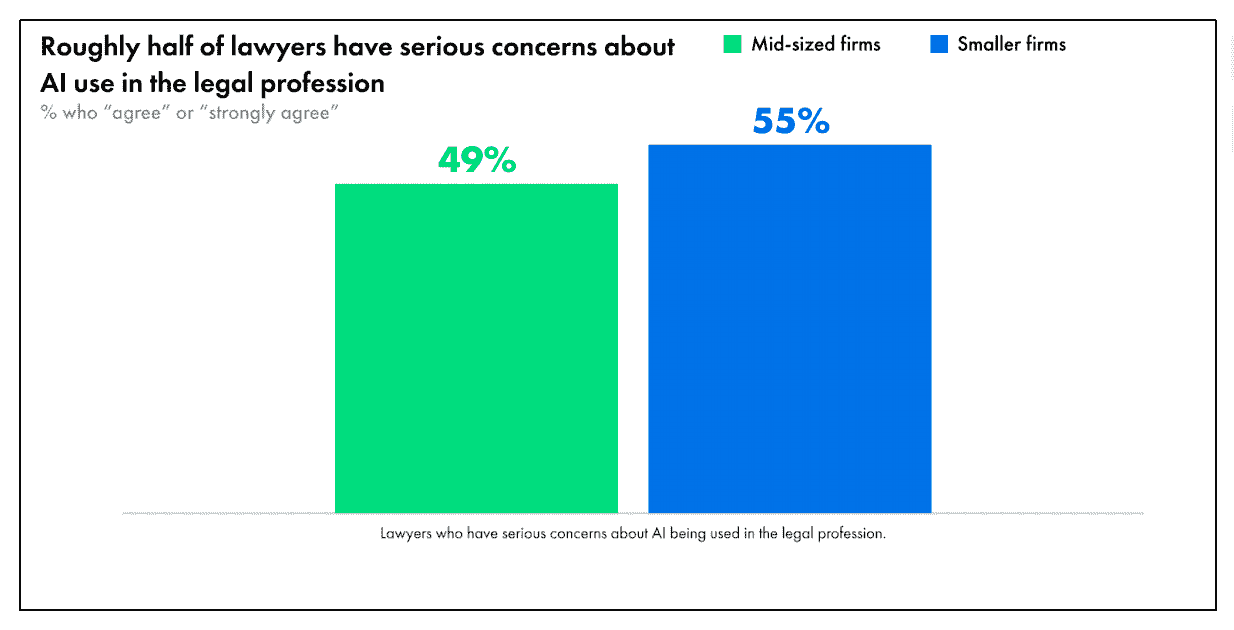 Roughly half of lawyers have serious concerns about
AI use in the legal profession
% who “agree” or “strongly agree”
Mid-sized firms
Smaller firms
49%
55%
Lawyers who have serious concerns about AI being used in the legal profession.